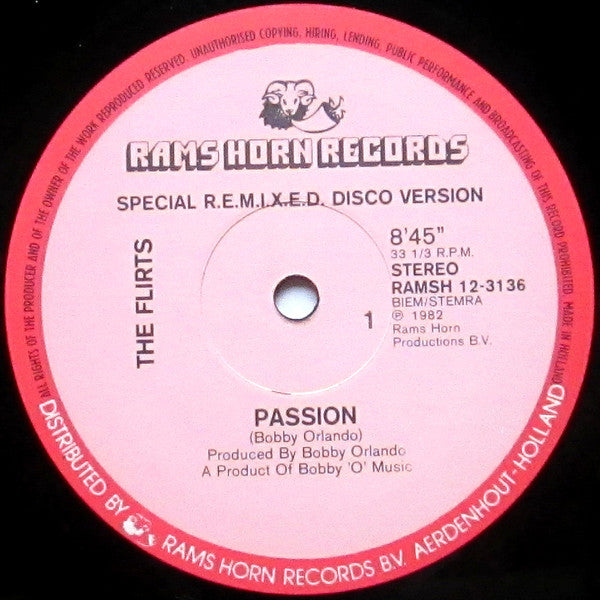 ALL RIGHTS OF THE PRODUCER AND OF THE OWNER OF THE WORK REPRODUCED RESERVED. UNAUTHORISED COPYING, HIRING, LENDING, PUBLIC PERFORMANCE AND BROADCASTING OF THIS RECORD PROHIBITED. MADE IN HOLLAND
RAMS HORN RECORDS
SPECIAL R.E.M.I.X.E.D. DISCO VERSION
THE FLIRTS
8'45"
33 1/3 R.P.M.
STEREO
RAMSH 12-3136
BIEM/STEMRA
℗ 1982
Rams Horn
Productions B.V.
1
PASSION
(Bobby Orlando)
Produced By Bobby Orlando
A Product Of Bobby 'O' Music
DISTRIBUTED BY RAMS HORN RECORDS B.V. AERDENHOUT-HOLLAND